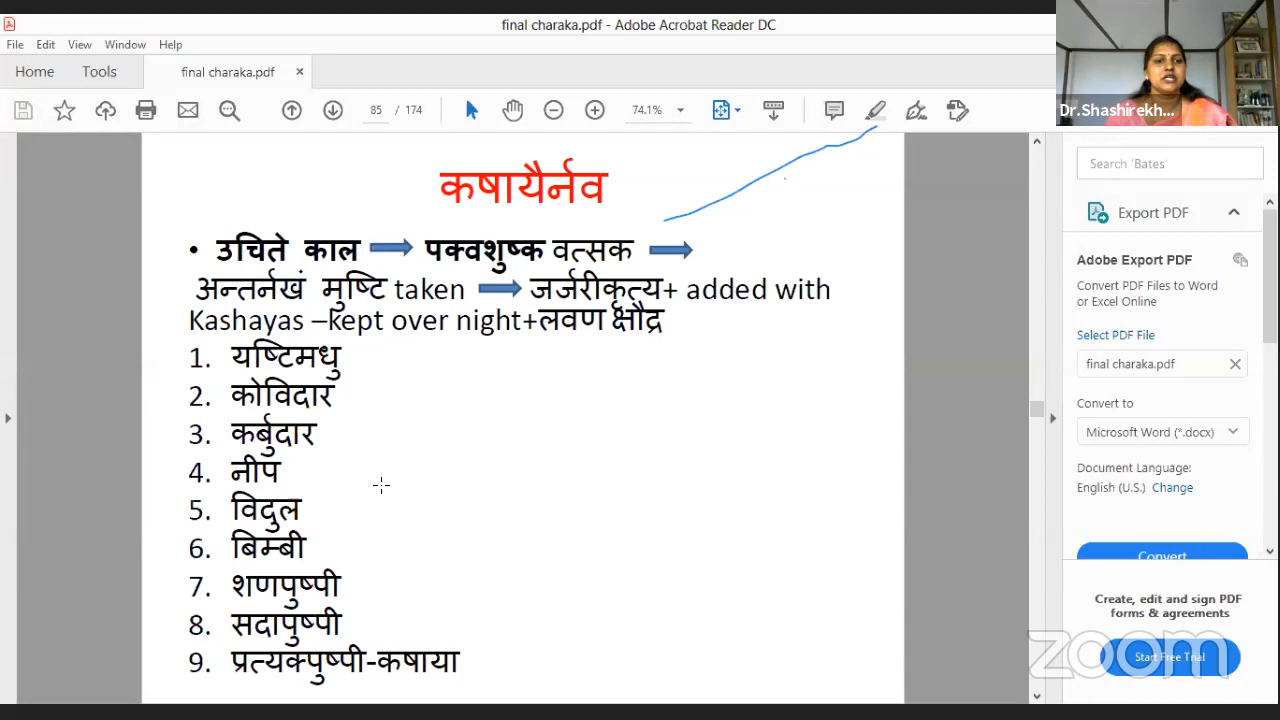 final charaka.pdf - Adobe Acrobat Reader DC
File Edit View Window Help
Home Tools final charaka.pdf ×
85 / 174 74.1%
Dr.Shashirekh...
कषायैर्नव
• उचिते काल पक्वशुष्क वत्सक
अन्तर्नखं मुष्टि taken जर्जरीकृत्य+ added with
Kashayas –Kept over night+लवण क्षौद्र
1. यष्टिमधु
2. कोविदार
3. कर्बुदार
4. नीप
5. विदुल
6. बिम्बी
7. शणपुष्पी
8. सदापुष्पी
9. प्रत्यक्पुष्पी-कषाया
Search 'Bates'
Export PDF
Adobe Export PDF
Convert PDF Files to Word
or Excel Online
Select PDF File
final charaka.pdf
Convert to
Microsoft Word (*.docx)
Document Language:
English (U.S.) Change
Convert
Create, edit and sign PDF
forms & agreements
Start Free Trial
zoom